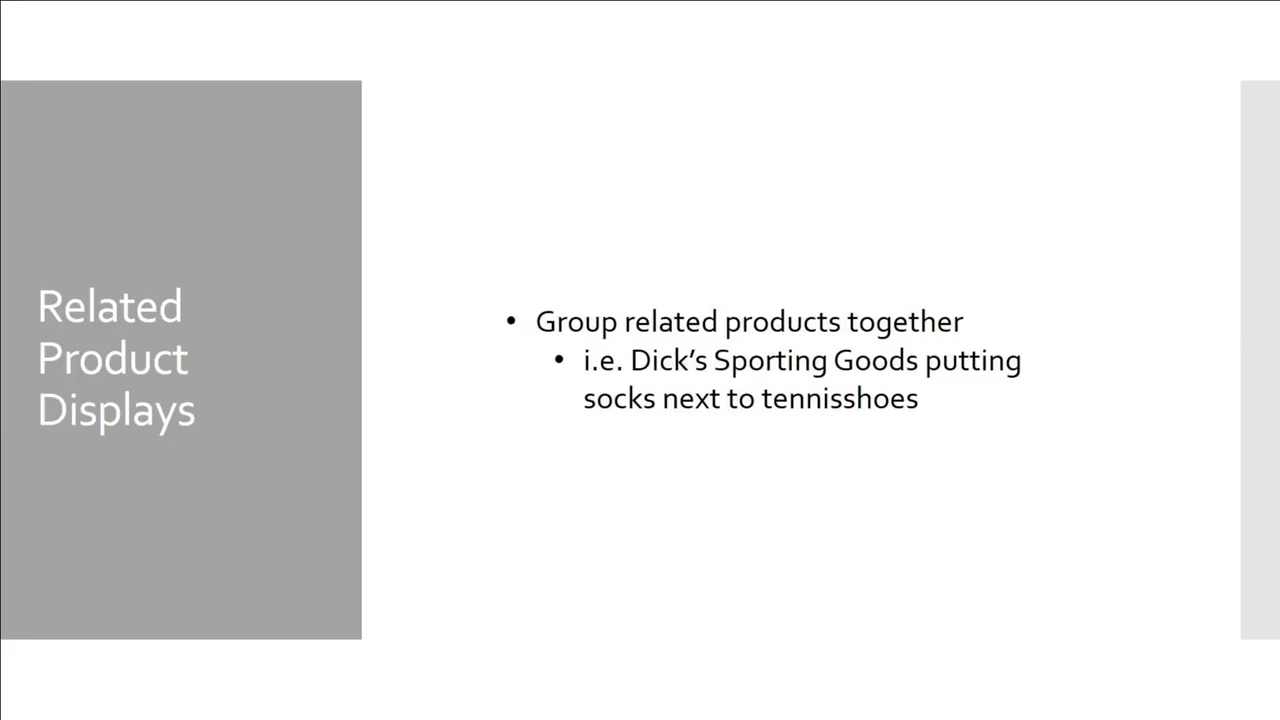 Related
Product
Displays
• Group related products together
• i.e. Dick’s Sporting Goods putting
socks next to tennisshoes